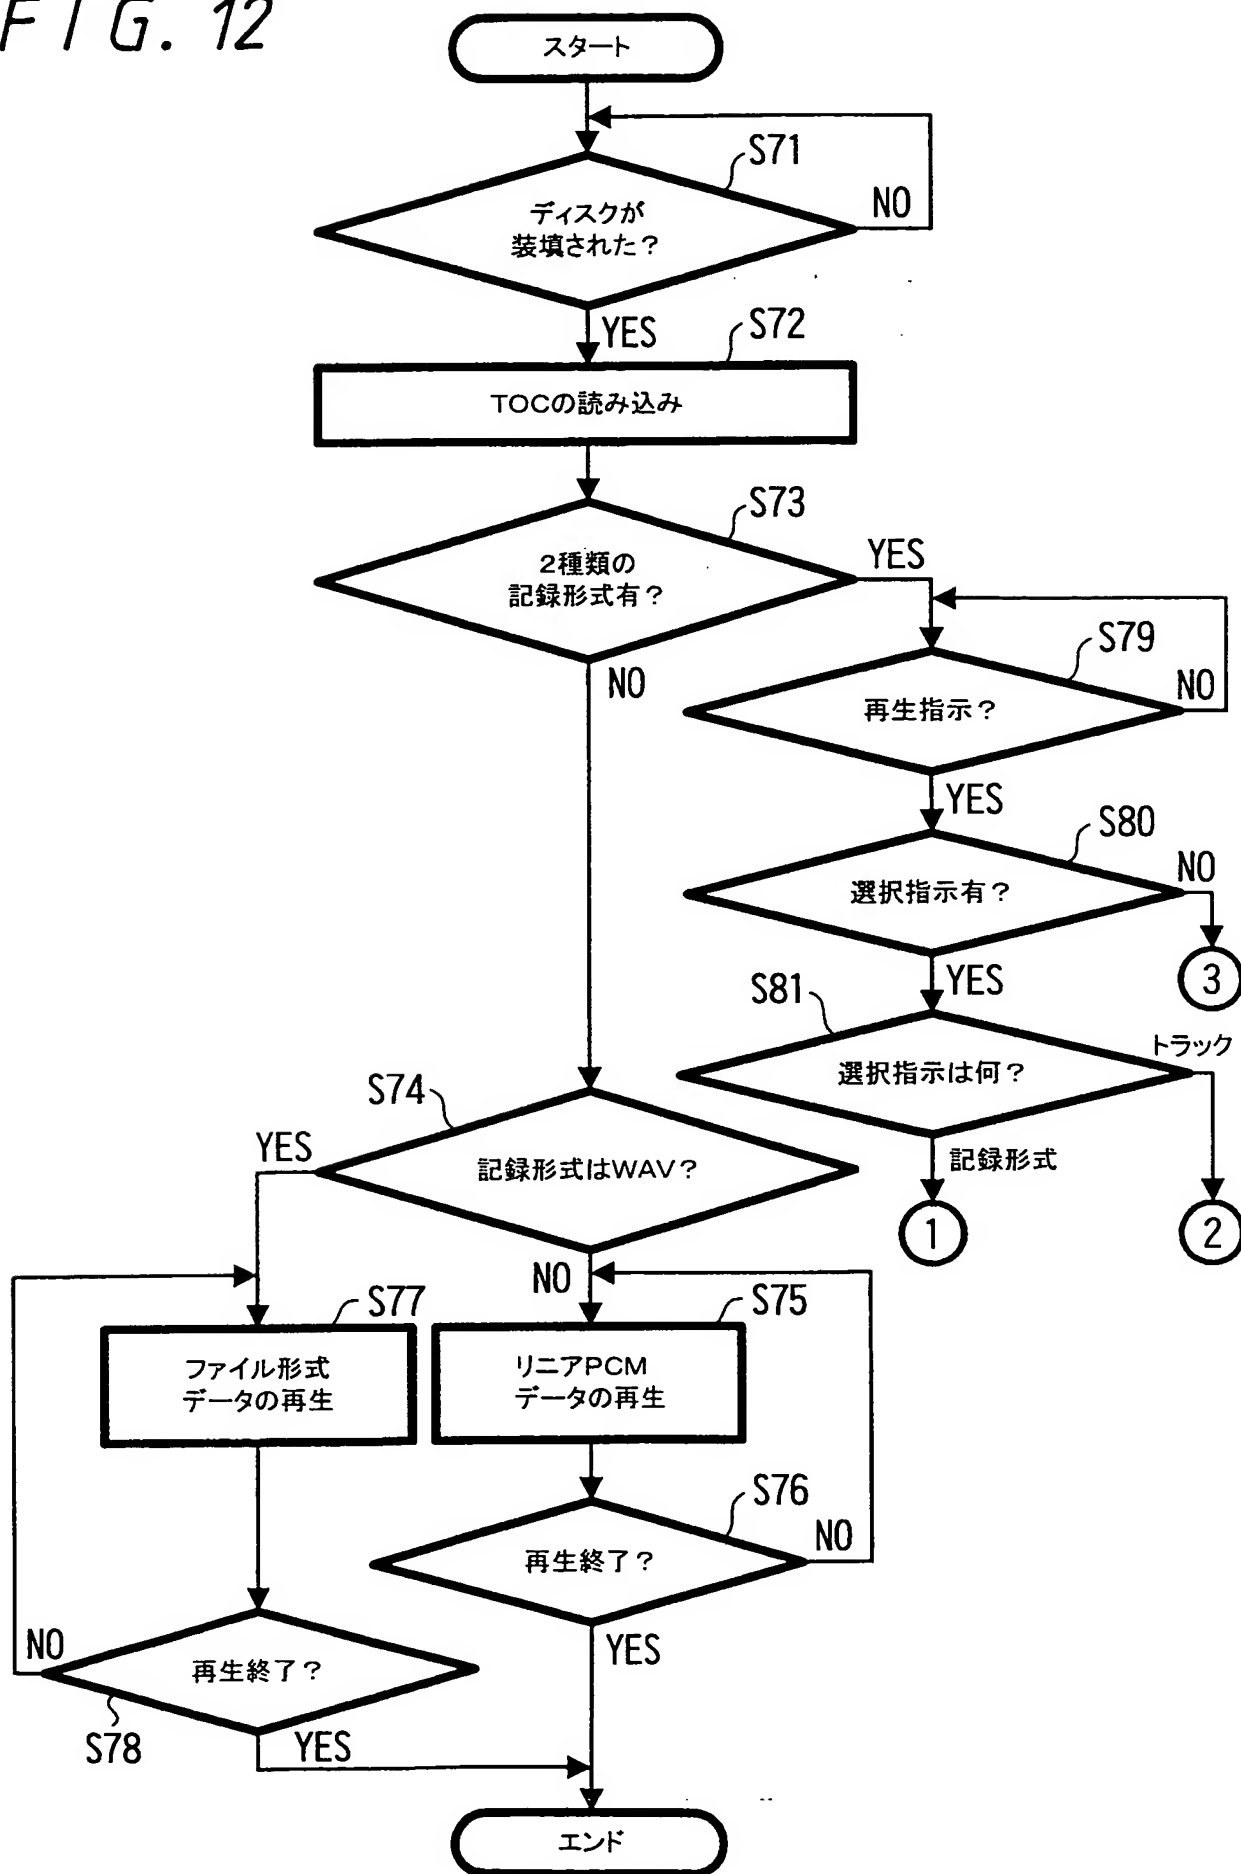 FIG. 12
スタート
S71
ディスクが
装填された？
NO
YES
S72
TOCの読み込み
S73
2種類の
記録形式有？
YES
NO
S79
再生指示？
NO
YES
S80
選択指示有？
NO
3
YES
S81
選択指示は何？
トラック
記録形式
1
2
S74
記録形式はWAV？
YES
NO
S77
ファイル形式
データの再生
S75
リニアPCM
データの再生
S76
再生終了？
NO
YES
再生終了？
NO
S78
YES
エンド